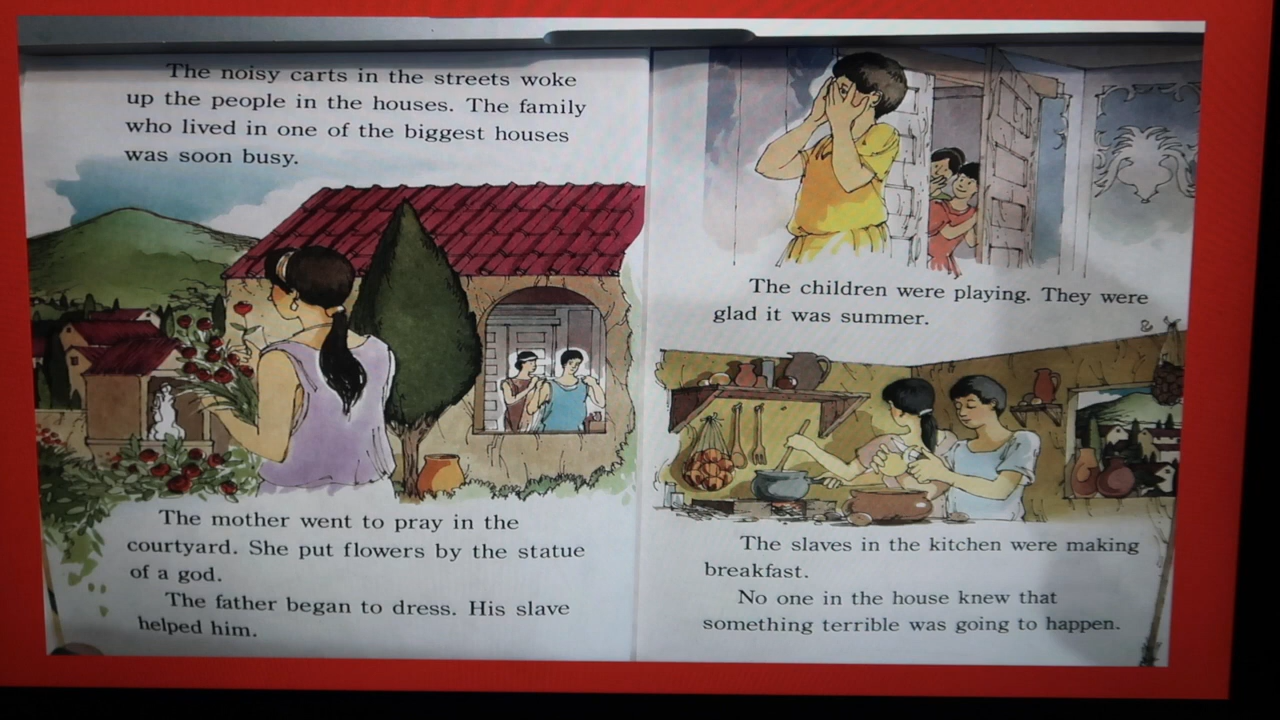 The noisy carts in the streets woke
up the people in the houses. The family
who lived in one of the biggest houses
was soon busy.
The mother went to pray in the
courtyard. She put flowers by the statue
of a god.
The father began to dress. His slave
helped him.
The children were playing. They were
glad it was summer.
The slaves in the kitchen were making
breakfast.
No one in the house knew that
something terrible was going to happen.